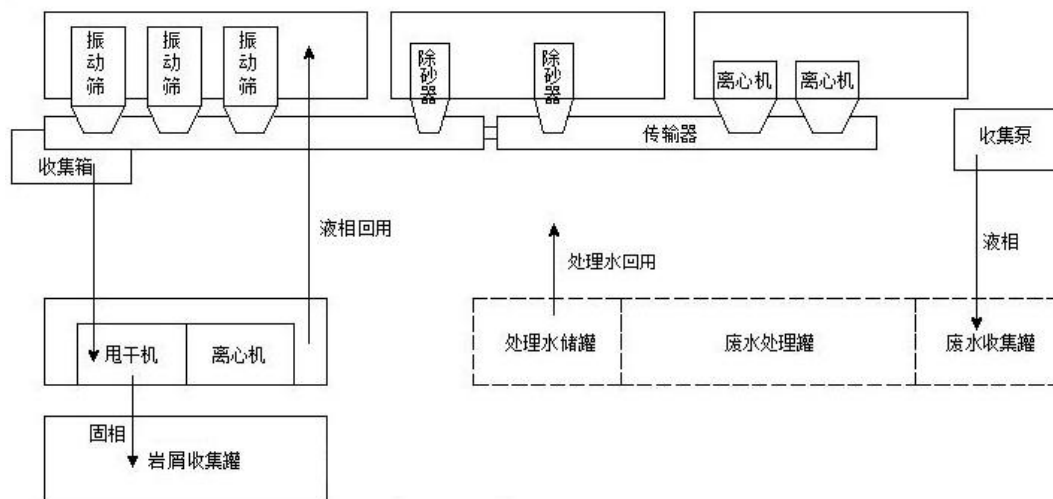 振动筛
振动筛
振动筛
除砂器
除砂器
离心机
离心机
传输器
收集箱
收集泵
液相回用
处理水回用
液相
甩干机
离心机
处理水储罐
废水处理罐
废水收集罐
固相
岩屑收集罐